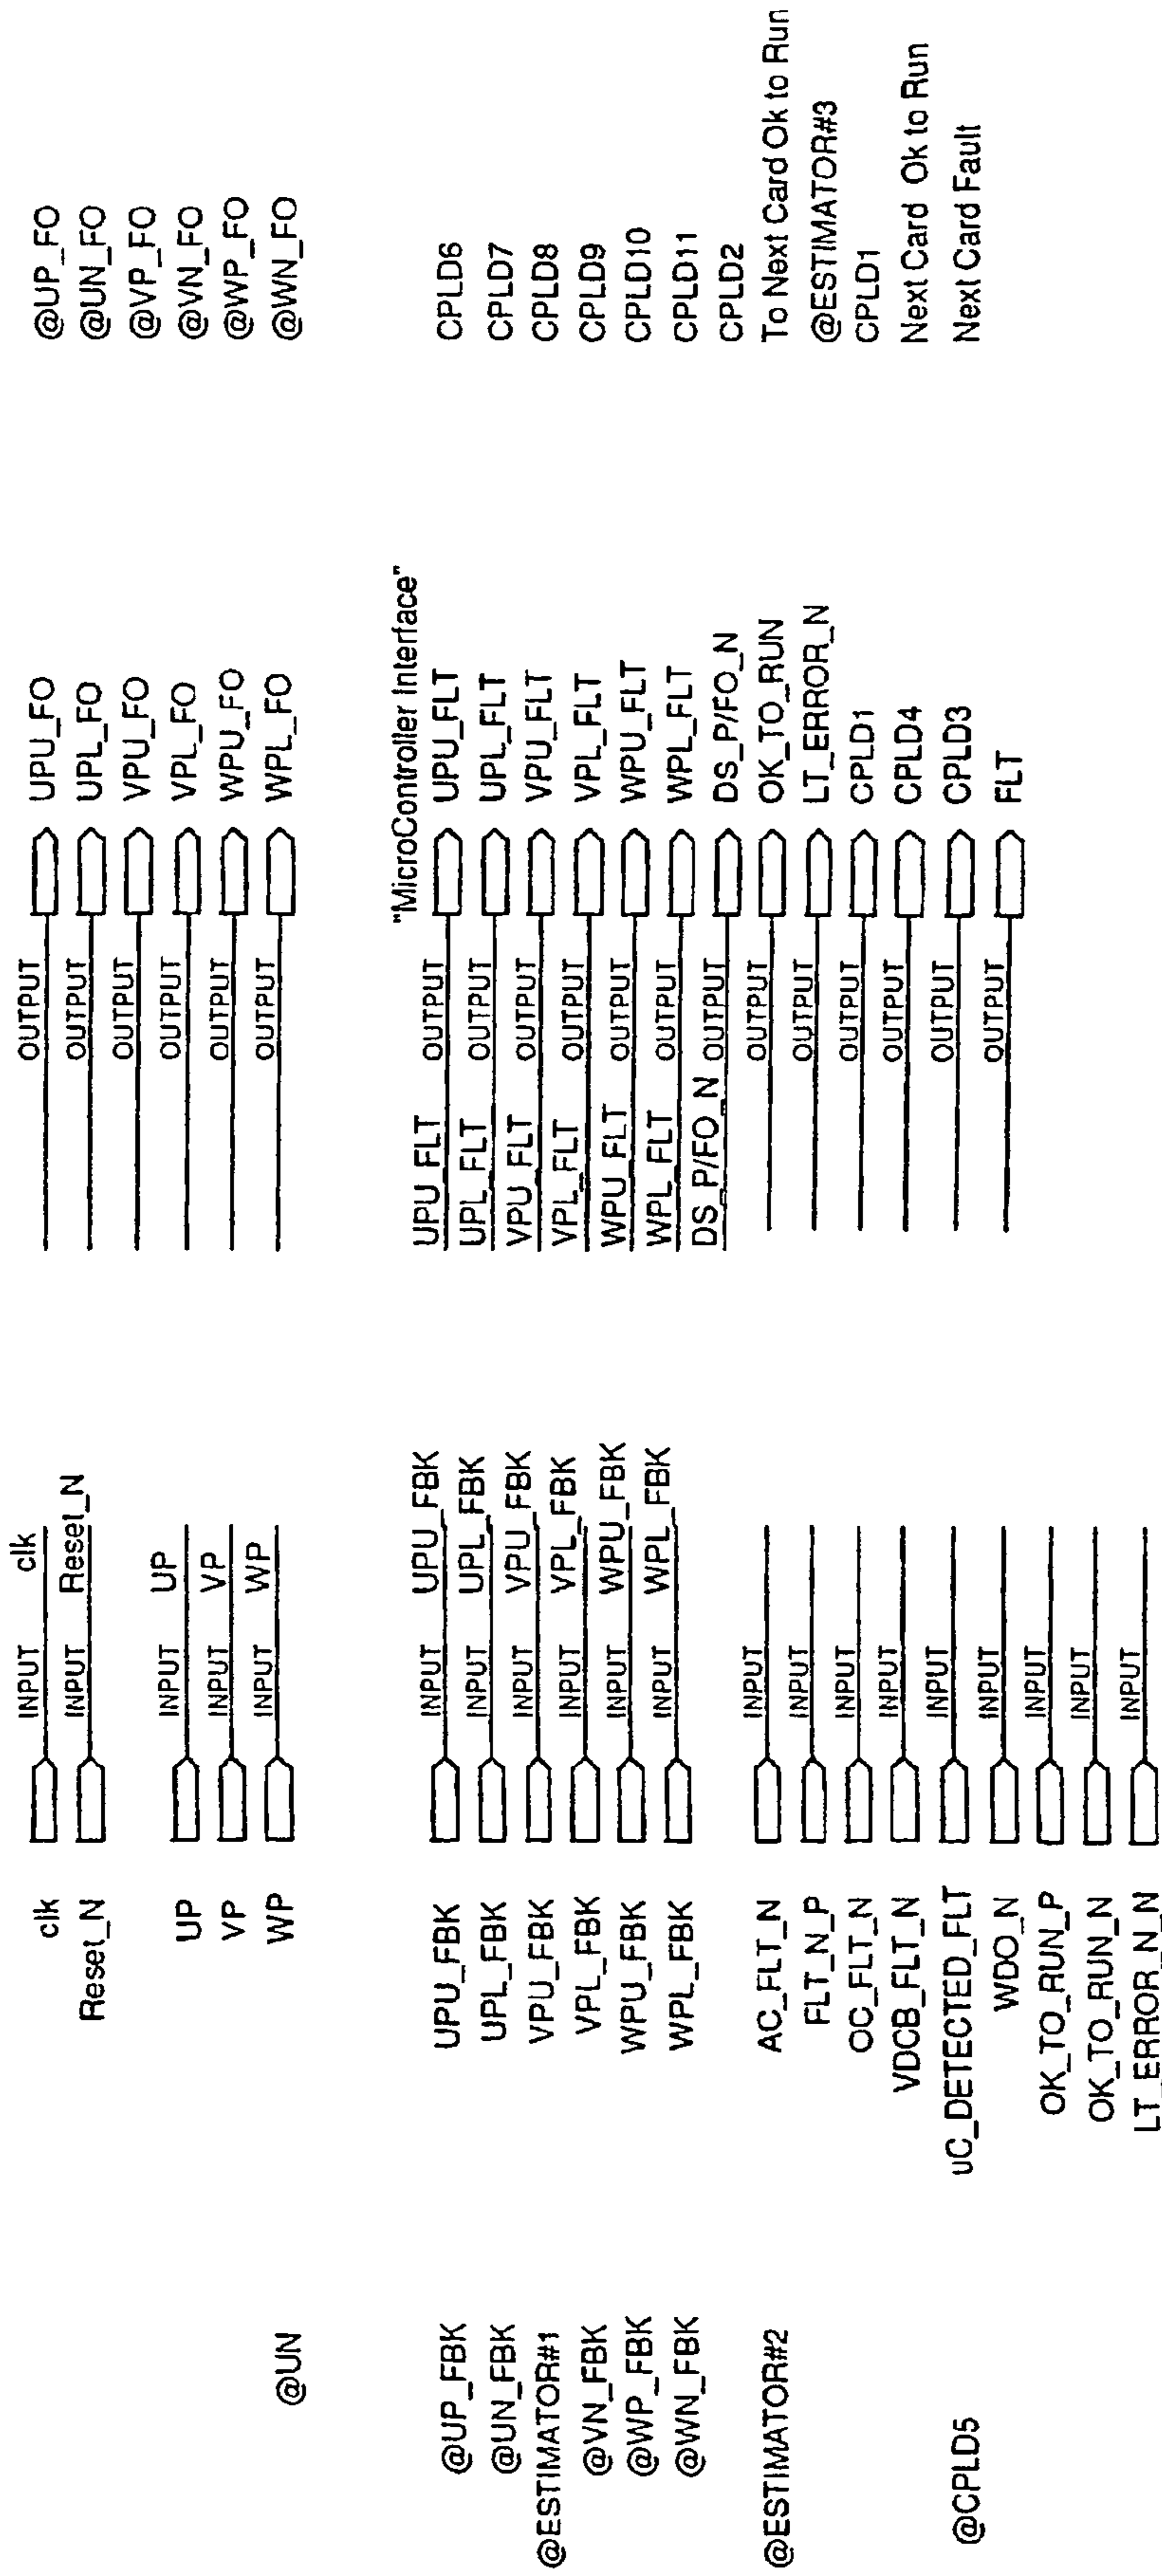 clk INPUT clk OUTPUT UPU_FO @UP_FO
Reset_N INPUT Reset_N OUTPUT UPL_FO @UN_FO
OUTPUT VPU_FO @VP_FO
UP INPUT UP OUTPUT VPL_FO @VN_FO
VP INPUT VP OUTPUT WPU_FO @WP_FO
@UN WP INPUT WP OUTPUT WPL_FO @WN_FO
"MicroController Interface"
@UP_FBK UPU_FBK INPUT UPU_FBK UPU_FLT OUTPUT UPU_FLT CPLD6
@UN_FBK UPL_FBK INPUT UPL_FBK UPL_FLT OUTPUT UPL_FLT CPLD7
@ESTIMATOR#1 VPU_FBK INPUT VPU_FBK VPU_FLT OUTPUT VPU_FLT CPLD8
@VN_FBK VPL_FBK INPUT VPL_FBK VPL_FLT OUTPUT VPL_FLT CPLD9
@WP_FBK WPU_FBK INPUT WPU_FBK WPU_FLT OUTPUT WPU_FLT CPLD10
@WN_FBK WPL_FBK INPUT WPL_FBK WPL_FLT OUTPUT WPL_FLT CPLD11
DS_P/FO_N OUTPUT DS_P/FO_N CPLD2
@ESTIMATOR#2 AC_FLT_N INPUT OUTPUT OK_TO_RUN To Next Card Ok to Run
FLT_N_P INPUT OUTPUT LT_ERROR_N @ESTIMATOR#3
OC_FLT_N INPUT OUTPUT CPLD1 CPLD1
VDCB_FLT_N INPUT OUTPUT CPLD4 Next Card Ok to Run
@CPLD5 uC_DETECTED_FLT INPUT OUTPUT CPLD3 Next Card Fault
WDO_N INPUT OUTPUT FLT
OK_TO_RUN_P INPUT
OK_TO_RUN_N INPUT
LT_ERROR_N_N INPUT